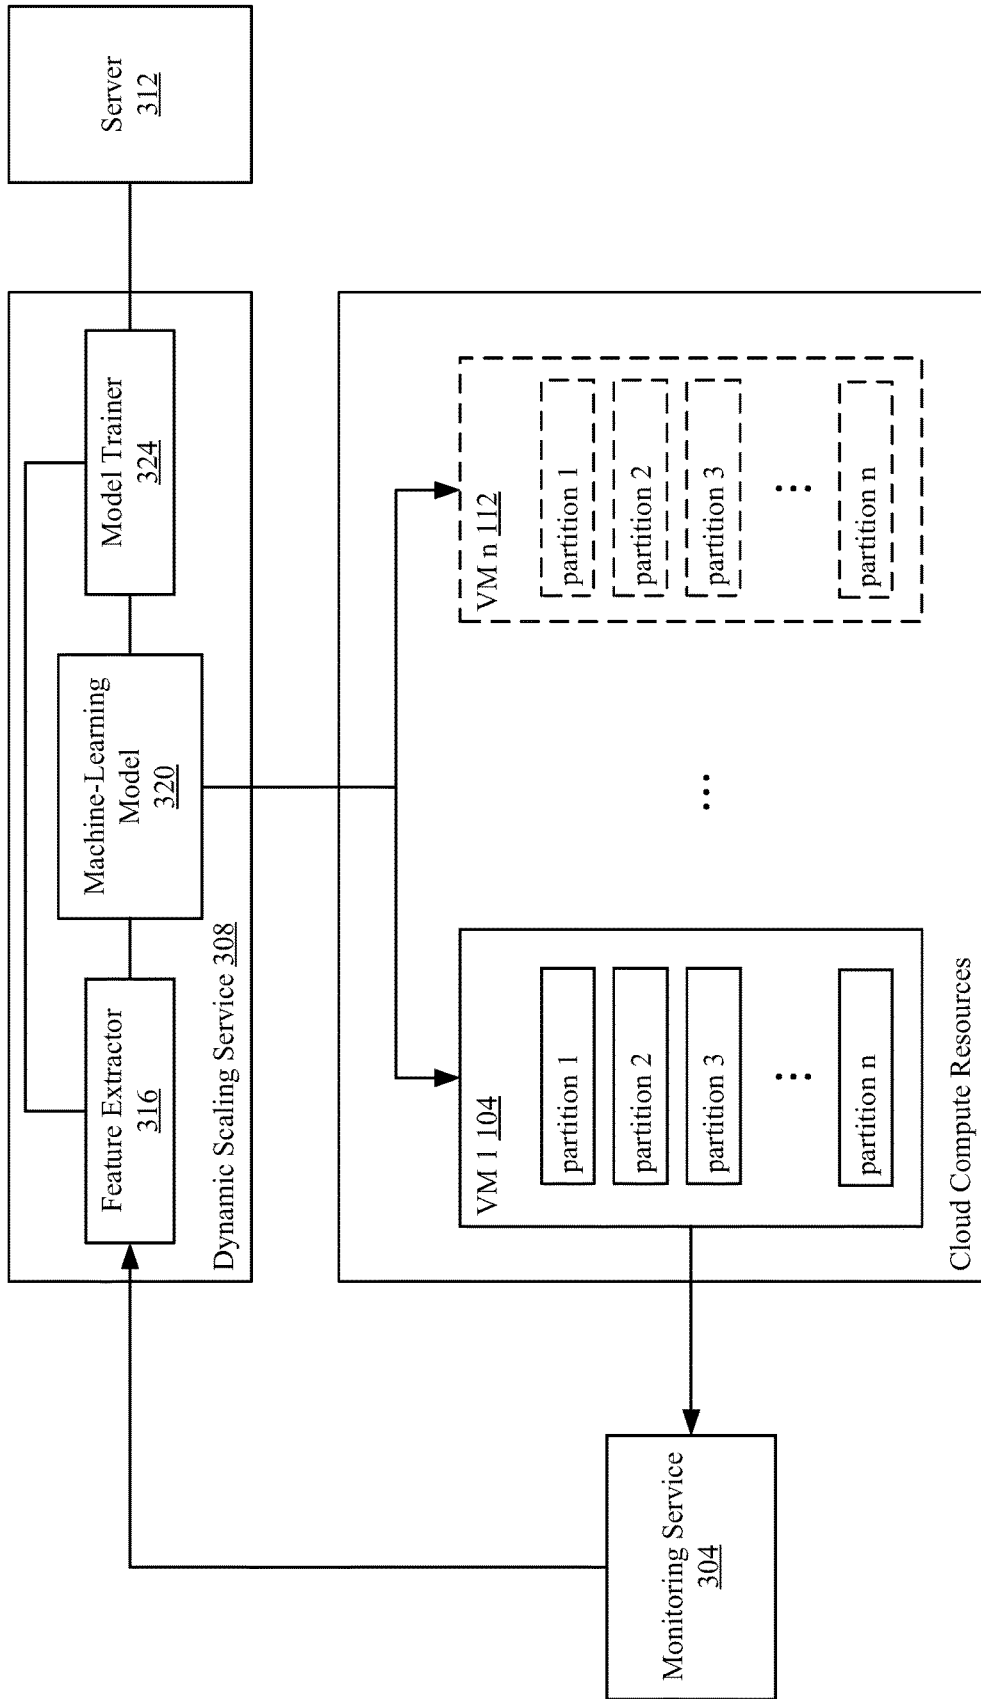 Feature Extractor
316
Machine-Learning
Model
320
Model Trainer
324
Dynamic Scaling Service 308
Server
312
Monitoring Service
304
VM 1 104
partition 1
partition 2
partition 3
...
partition n
...
VM n 112
partition 1
partition 2
partition 3
...
partition n
Cloud Compute Resources